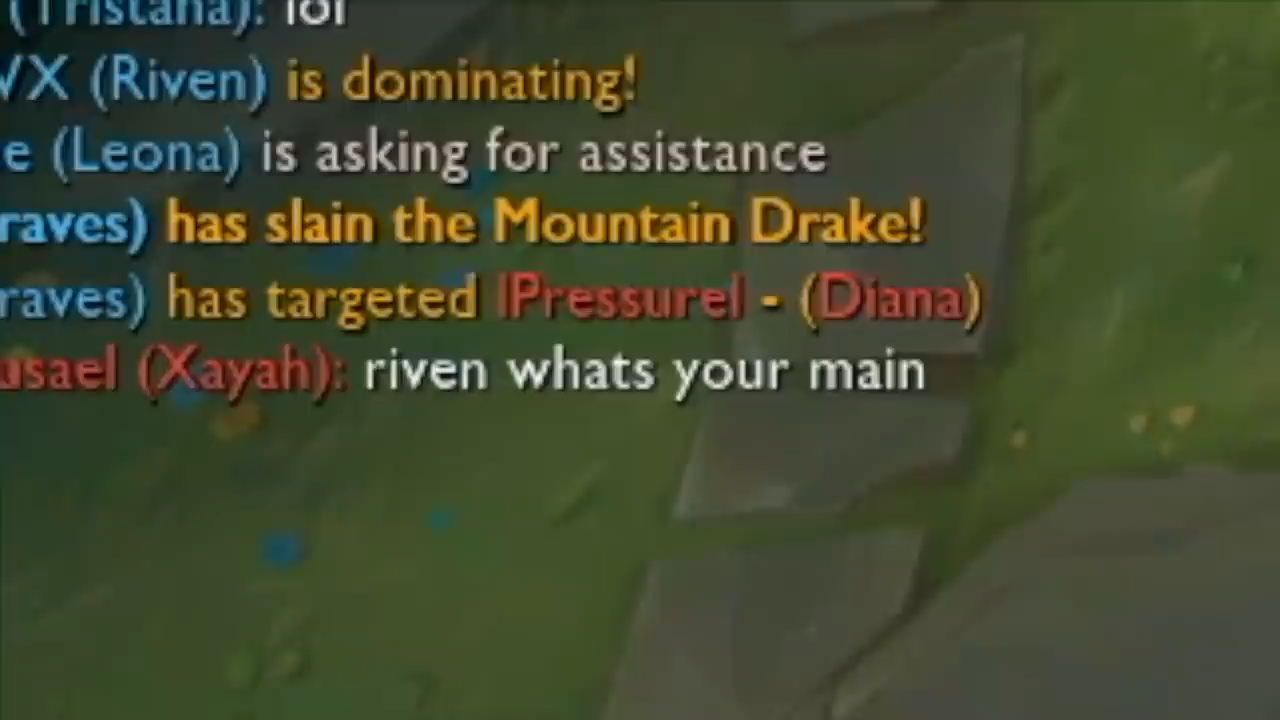 (Tristana): lol
VX (Riven) is dominating!
e (Leona) is asking for assistance
raves) has slain the Mountain Drake!
raves) has targeted lPressurel - (Diana)
usael (Xayah): riven whats your main